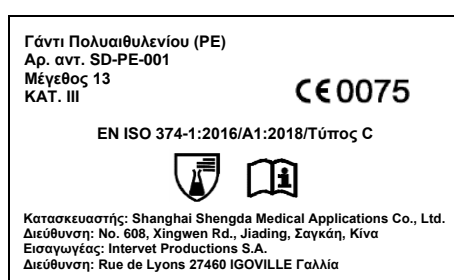 Γάντι Πολυαιθυλενίου (PE)
Αρ. αντ. SD-PE-001
Μέγεθος 13
ΚΑΤ. III
CE 0075
EN ISO 374-1:2016/A1:2018/Τύπος C
i
Κατασκευαστής: Shanghai Shengda Medical Applications Co., Ltd.
Διεύθυνση: No. 608, Xingwen Rd., Jiading, Σαγκάη, Κίνα
Εισαγωγέας: Intervet Productions S.A.
Διεύθυνση: Rue de Lyons 27460 IGOVILLE Γαλλία